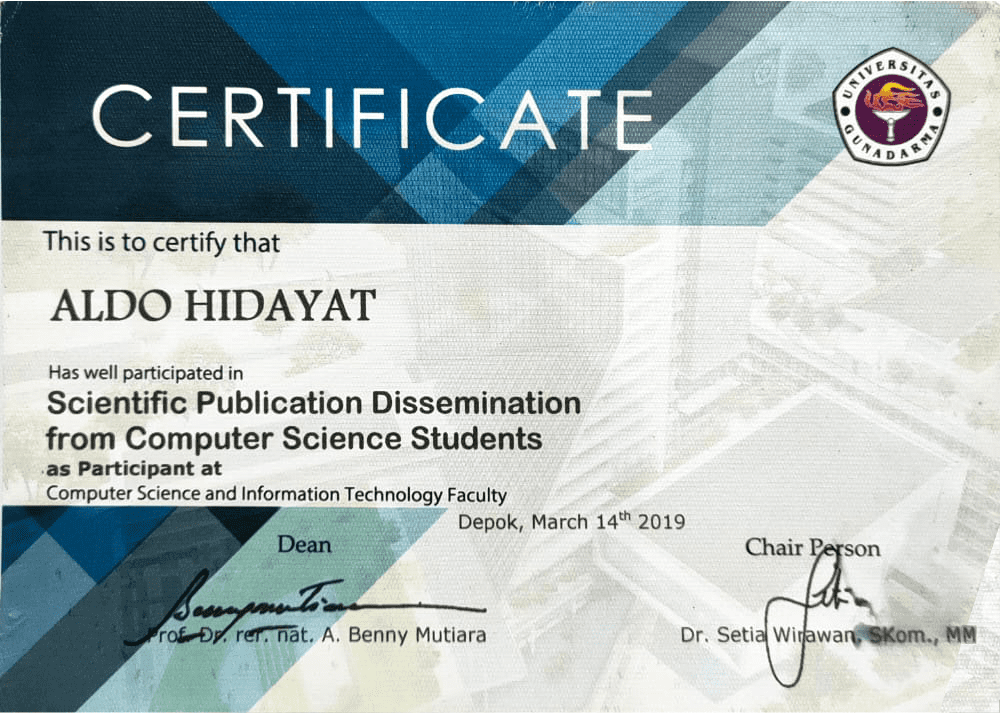 CERTIFICATE
UNIVERSITAS
GUNADARMA
This is to certify that
ALDO HIDAYAT
Has well participated in
Scientific Publication Dissemination
from Computer Science Students
as Participant at
Computer Science and Information Technology Faculty
Depok, March 14th 2019
Dean
Chair Person
Prof. Dr. rer. nat. A. Benny Mutiara
Dr. Setia Wirawan, SKom., MM